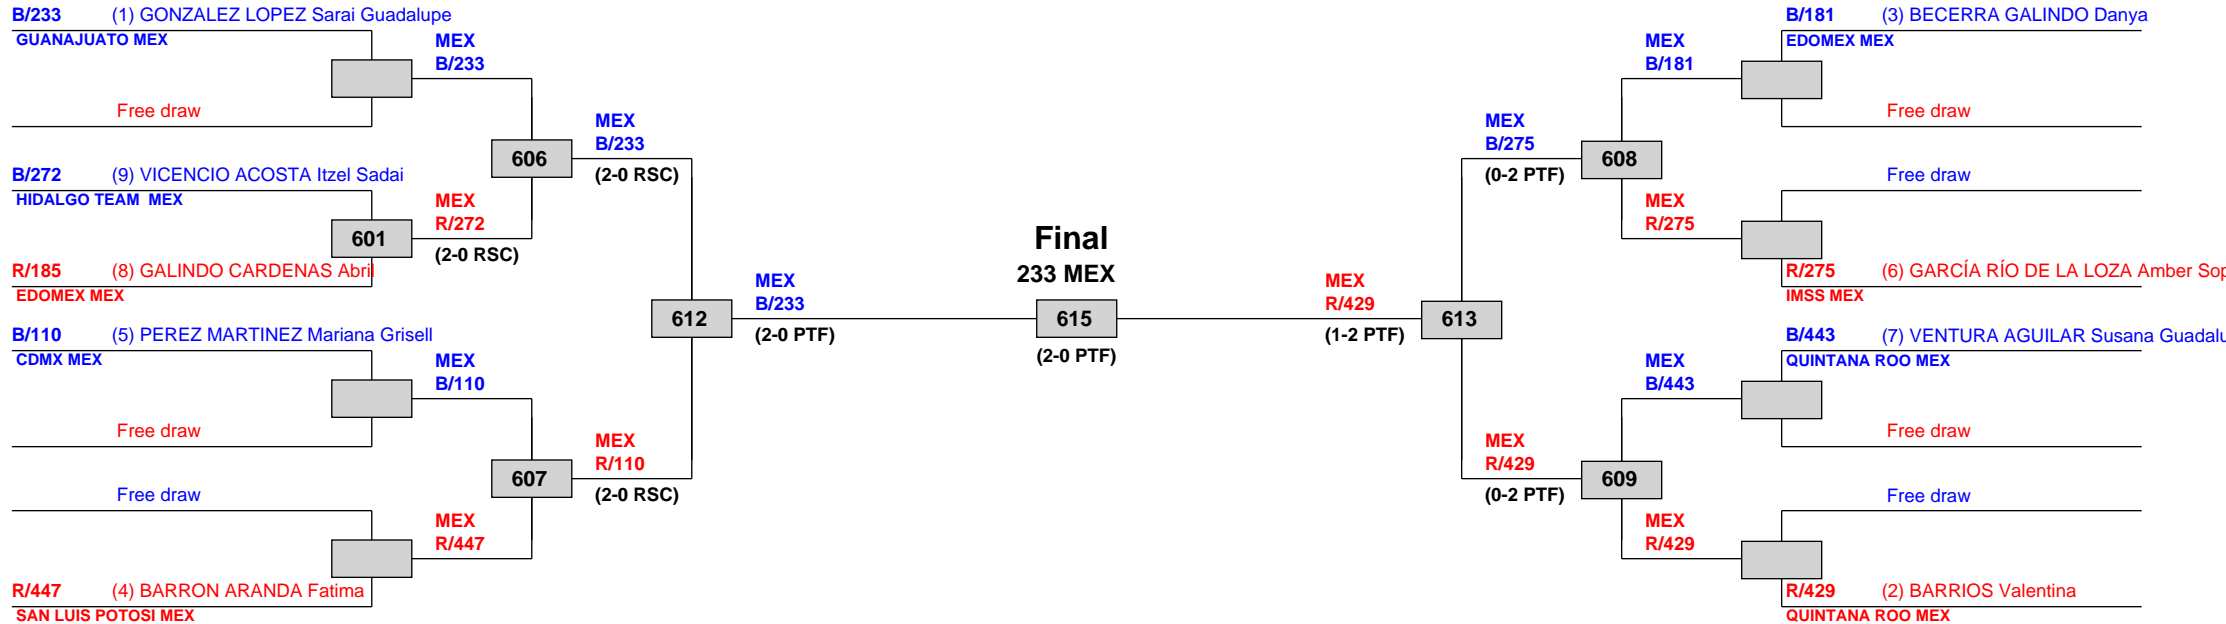 B/233 (1) GONZALEZ LOPEZ Sarai Guadalupe
GUANAJUATO MEX
Free draw
B/272 (9) VICENCIO ACOSTA Itzel Sadai
HIDALGO TEAM MEX
601
R/185 (8) GALINDO CARDENAS Abril
EDOMEX MEX
B/110 (5) PEREZ MARTINEZ Mariana Grisell
CDMX MEX
Free draw
Free draw
R/447 (4) BARRON ARANDA Fatima
SAN LUIS POTOSI MEX
MEX
B/233
606
MEX
R/272
(2-0 RSC)
MEX
B/110
607
MEX
R/447
MEX
B/233
(2-0 RSC)
612
MEX
R/110
(2-0 RSC)
MEX
B/233
(2-0 PTF)
Final
233 MEX
615
(2-0 PTF)
MEX
R/429
(1-2 PTF)
613
MEX
B/275
(0-2 PTF)
608
MEX
R/429
(0-2 PTF)
609
MEX
B/181
MEX
R/275
MEX
B/443
MEX
R/429
B/181 (3) BECERRA GALINDO Danya
EDOMEX MEX
Free draw
Free draw
R/275 (6) GARCÍA RÍO DE LA LOZA Amber Sop
IMSS MEX
B/443 (7) VENTURA AGUILAR Susana Guadalu
QUINTANA ROO MEX
Free draw
Free draw
R/429 (2) BARRIOS Valentina
QUINTANA ROO MEX